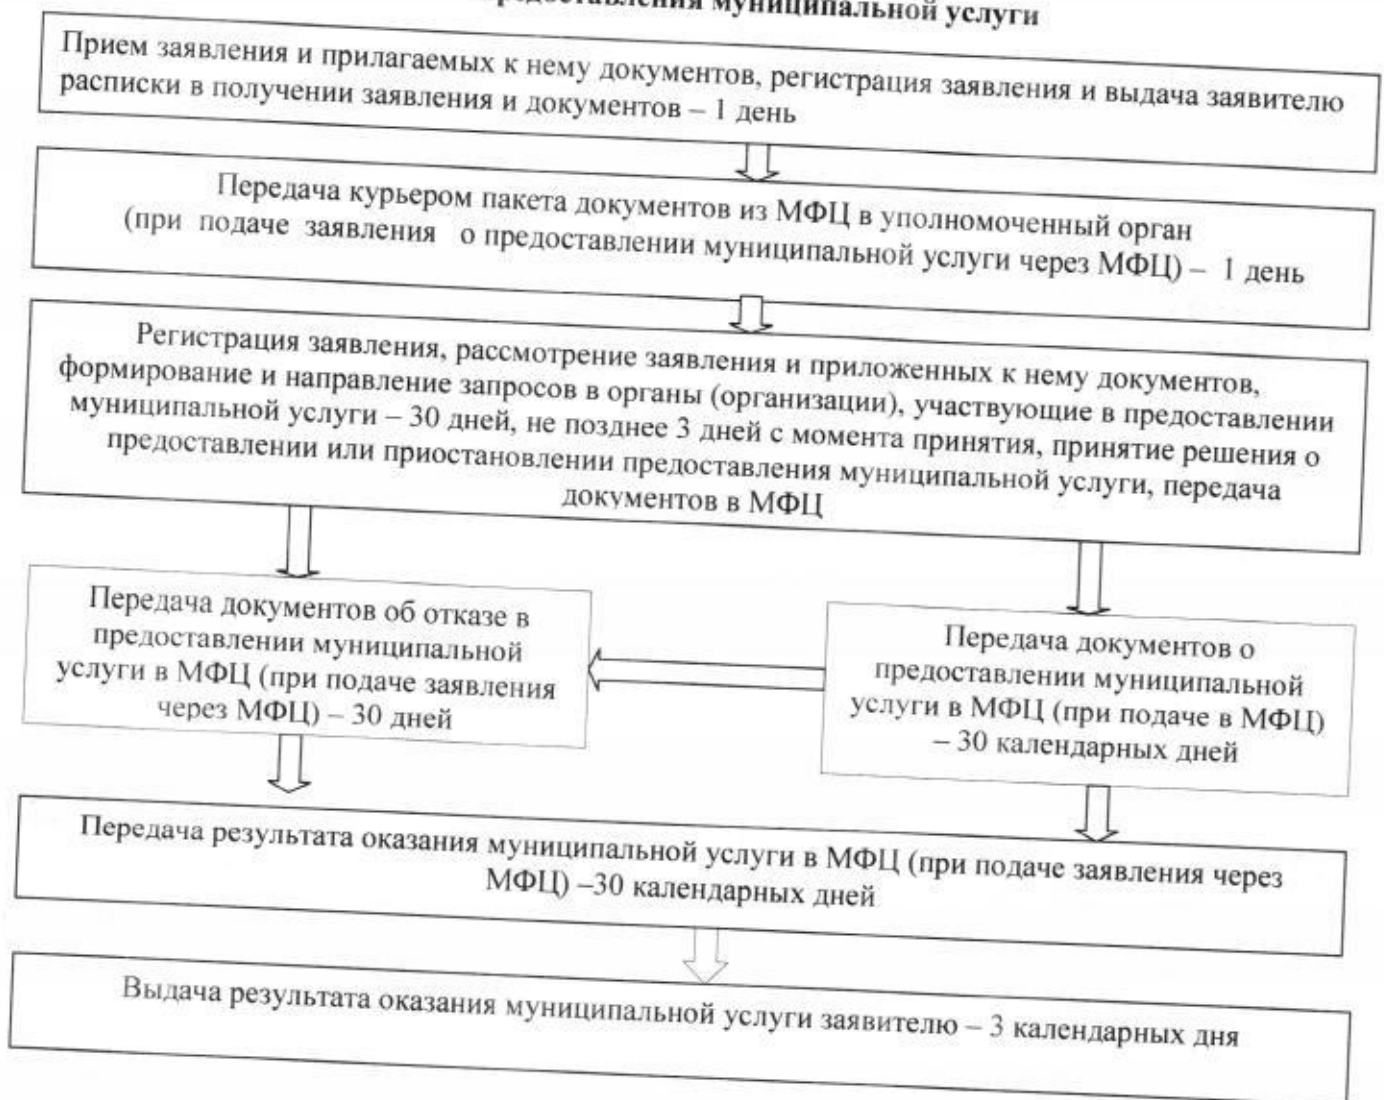 муниципальной услуги
Прием заявления и прилагаемых к нему документов, регистрация заявления и выдача заявителю
расписки в получении заявления и документов – 1 день
Передача курьером пакета документов из МФЦ в уполномоченный орган
(при подаче заявления о предоставлении муниципальной услуги через МФЦ) – 1 день
Регистрация заявления, рассмотрение заявления и приложенных к нему документов,
формирование и направление запросов в органы (организации), участвующие в предоставлении
муниципальной услуги – 30 дней, не позднее 3 дней с момента принятия, принятие решения о
предоставлении или приостановлении предоставления муниципальной услуги, передача
документов в МФЦ
Передача документов об отказе в
предоставлении муниципальной
услуги в МФЦ (при подаче заявления
через МФЦ) – 30 дней
Передача документов о
предоставлении муниципальной
услуги в МФЦ (при подаче в МФЦ)
– 30 календарных дней
Передача результата оказания муниципальной услуги в МФЦ (при подаче заявления через
МФЦ) –30 календарных дней
Выдача результата оказания муниципальной услуги заявителю – 3 календарных дня